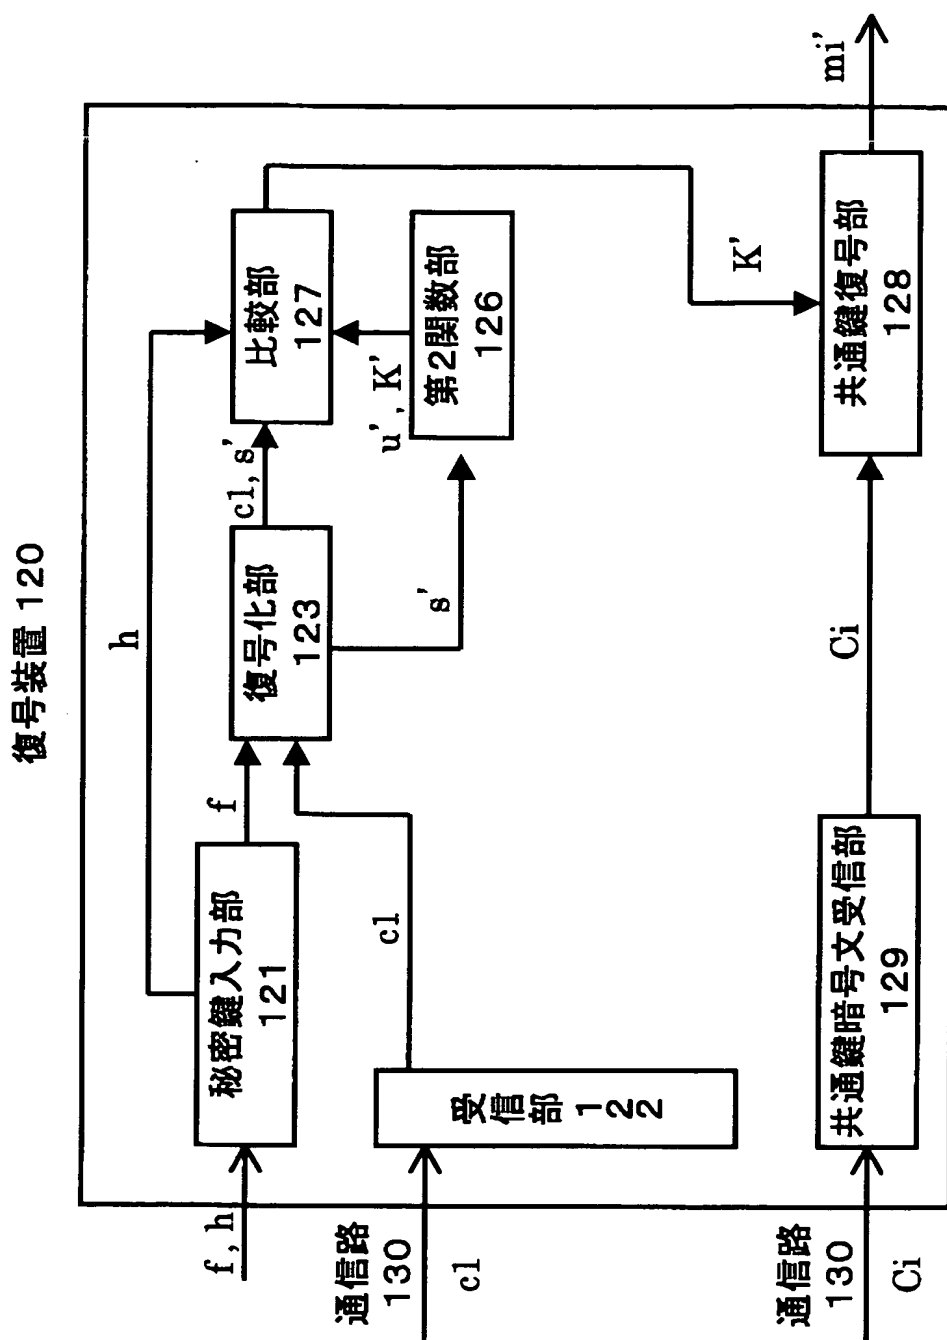 復号装置 120
f , h
秘密鍵入力部
121
h
f
復号化部
123
c1, s'
比較部
127
通信路
130
c1
受信部 122
c1
s'
u' , K'
第2関数部
126
K'
通信路
130
Ci
共通鍵暗号文受信部
129
Ci
共通鍵復号部
128
mi'